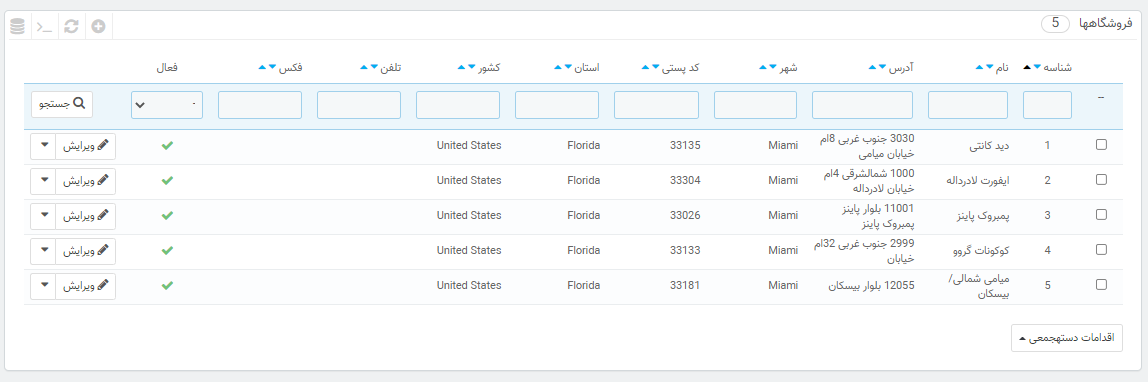 فروشگاهها 5
شناسه نام آدرس شهر کد پستی استان کشور تلفن فکس فعال
-- - جستجو
1 دید کانتی 3030 جنوب غربی 8ام خیابان میامی Miami 33135 Florida United States ویرایش
2 ایفورت لادرداله 1000 شمالشرقی 4ام خیابان لادرداله Miami 33304 Florida United States ویرایش
3 پمبروک پاینز 11001 بلوار پاینز پمبروک پاینز Miami 33026 Florida United States ویرایش
4 کوکونات گروو 2999 جنوب غربی 32ام خیابان Miami 33133 Florida United States ویرایش
5 میامی شمالی/بیسکان 12055 بلوار بیسکان Miami 33181 Florida United States ویرایش
اقدامات دستهجمعی